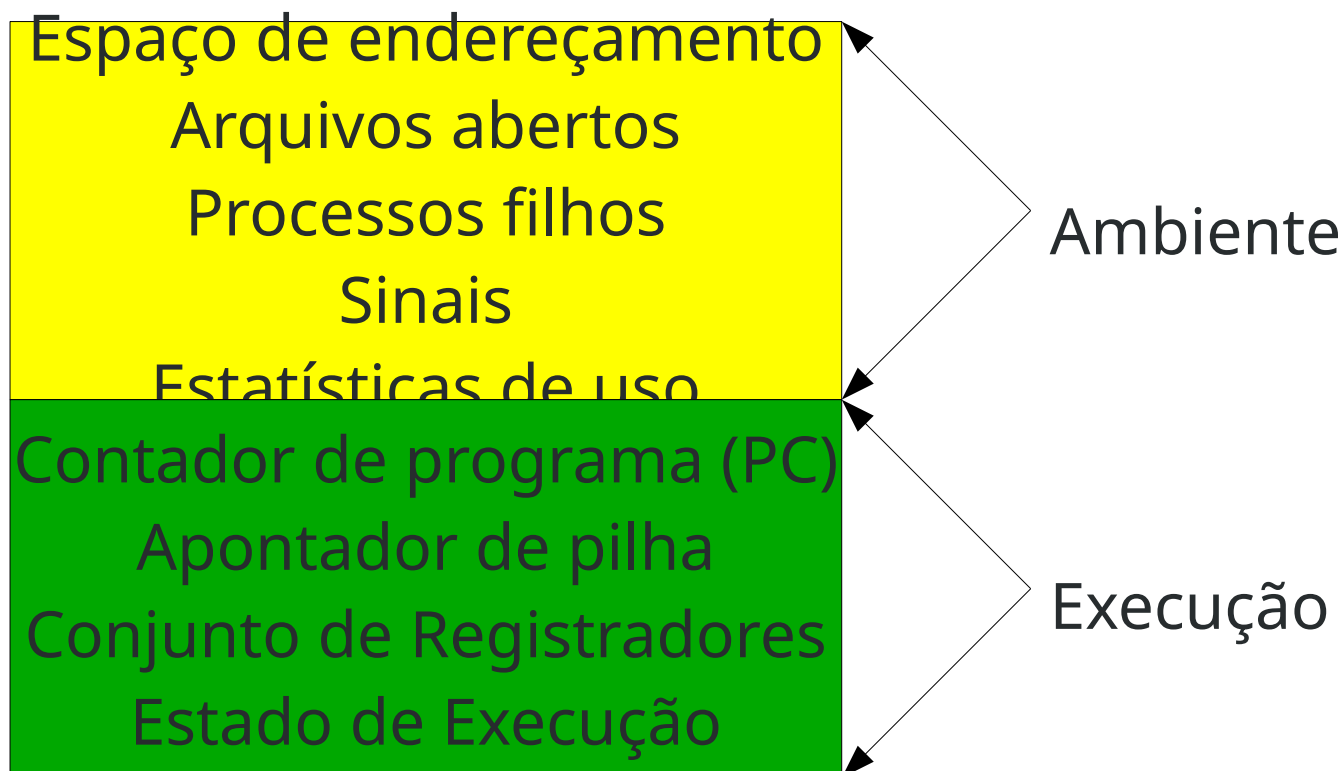 Espaço de endereçamento
Arquivos abertos
Processos filhos
Sinais
Estatísticas de uso
Ambiente
Contador de programa (PC)
Apontador de pilha
Conjunto de Registradores
Estado de Execução
Execução